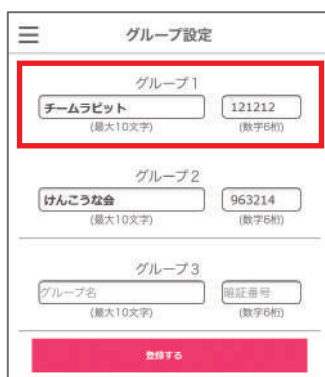 グループ設定
グループ1
チームラビット 121212
(最大10文字) (数字6桁)
グループ2
けんこうな会 963214
(最大10文字) (数字6桁)
グループ3
グループ名 暗証番号
(最大10文字) (数字6桁)
登録する